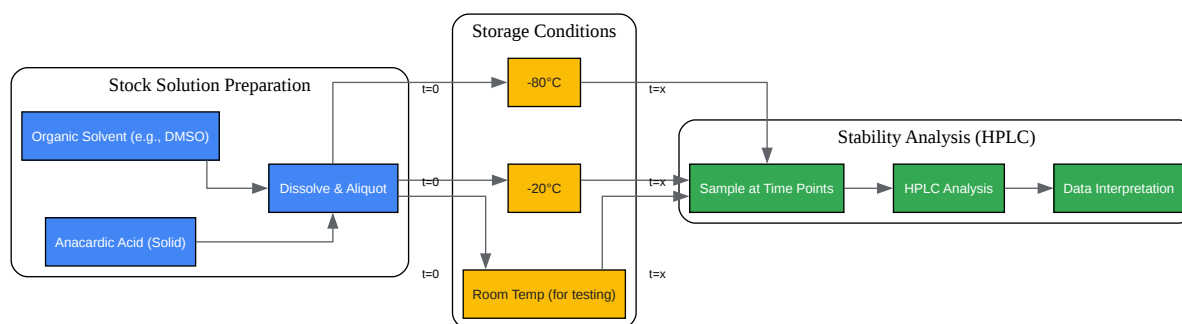 Stock Solution Preparation
Organic Solvent (e.g., DMSO)
Anacardic Acid (Solid)
Dissolve & Aliquot
t=0
t=0
t=0
Storage Conditions
-80°C
-20°C
Room Temp (for testing)
t=x
t=x
t=x
Stability Analysis (HPLC)
Sample at Time Points
HPLC Analysis
Data Interpretation